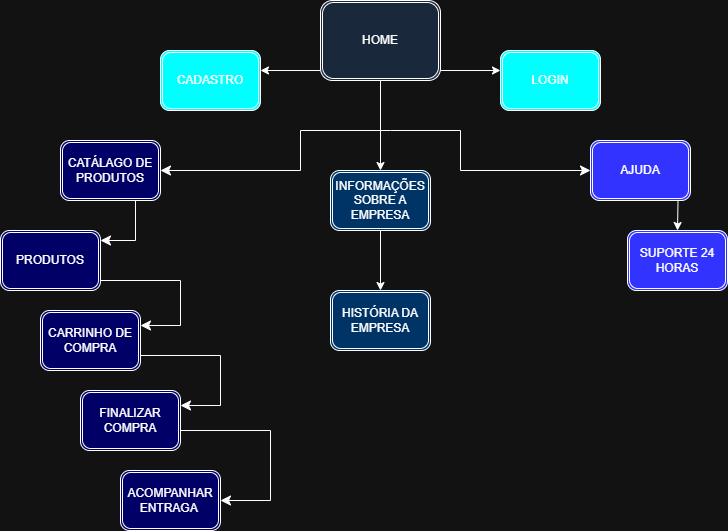 HOME
CADASTRO
LOGIN
CATÁLAGO DE
PRODUTOS
INFORMAÇÕES
SOBRE A
EMPRESA
AJUDA
PRODUTOS
SUPORTE 24
HORAS
CARRINHO DE
COMPRA
HISTÓRIA DA
EMPRESA
FINALIZAR
COMPRA
ACOMPANHAR
ENTRAGA